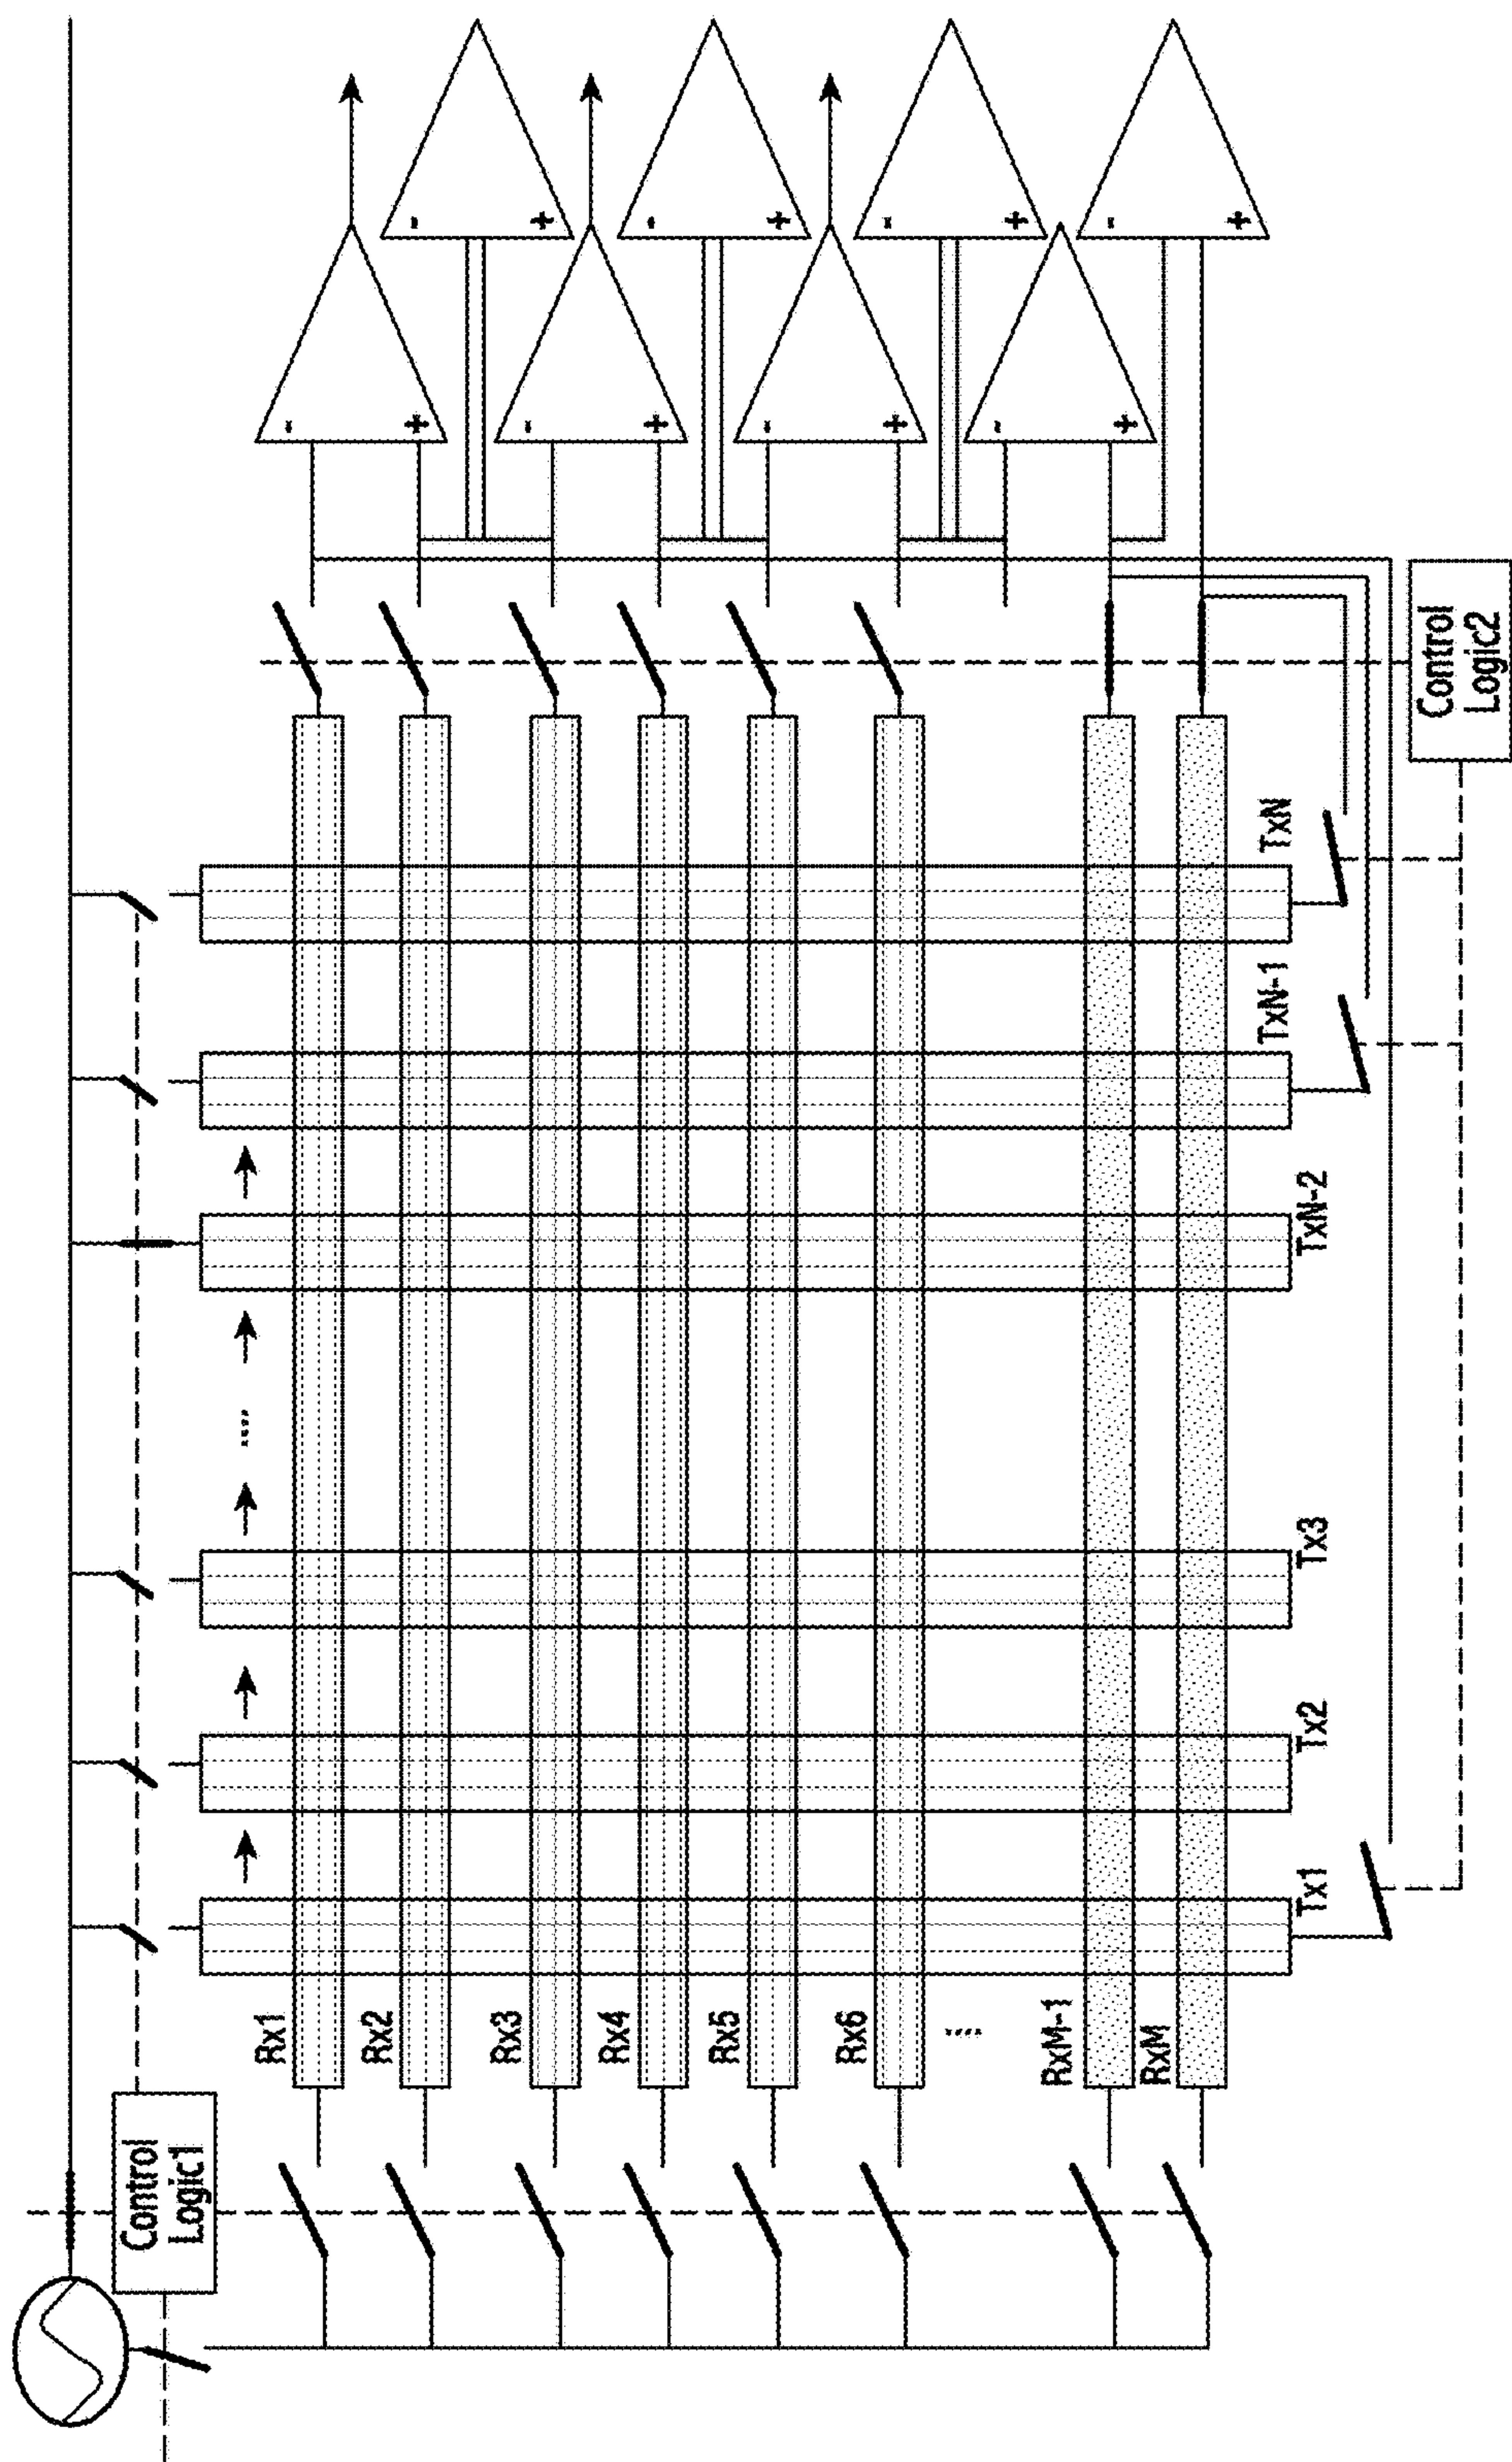 Control
Logic1
Rx1
Rx2
Rx3
Rx4
Rx5
Rx6
....
RxM-1
RxM
....
Tx1
Tx2
Tx3
TxN-2
TxN-1
TxN
-
+
-
+
-
+
-
+
-
+
-
+
-
+
-
+
Control
Logic2